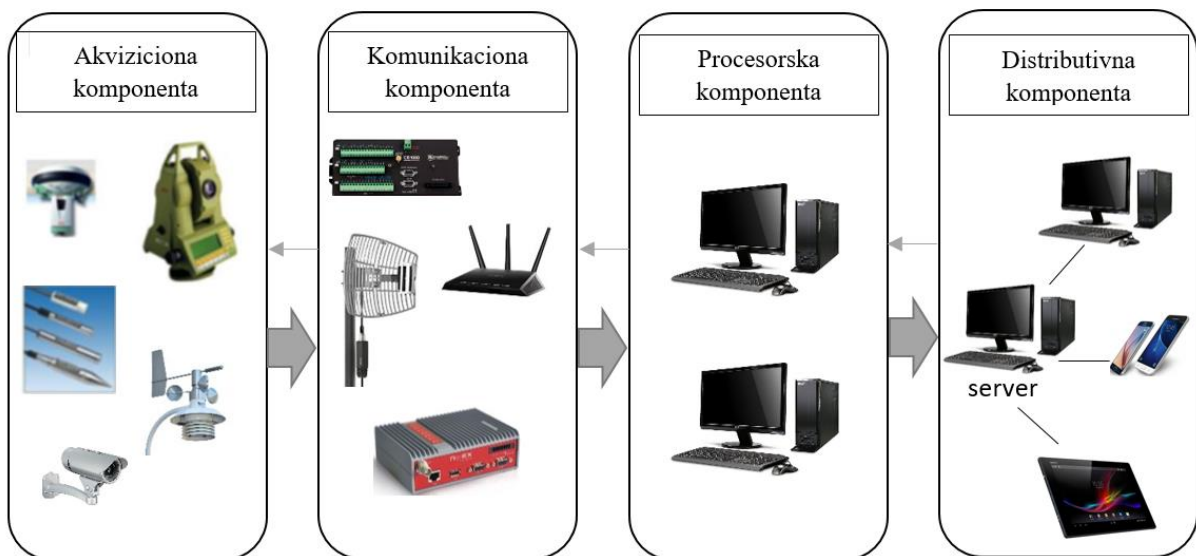 Akviziciona
komponenta
Komunikaciona
komponenta
Procesorska
komponenta
Distributivna
komponenta
server